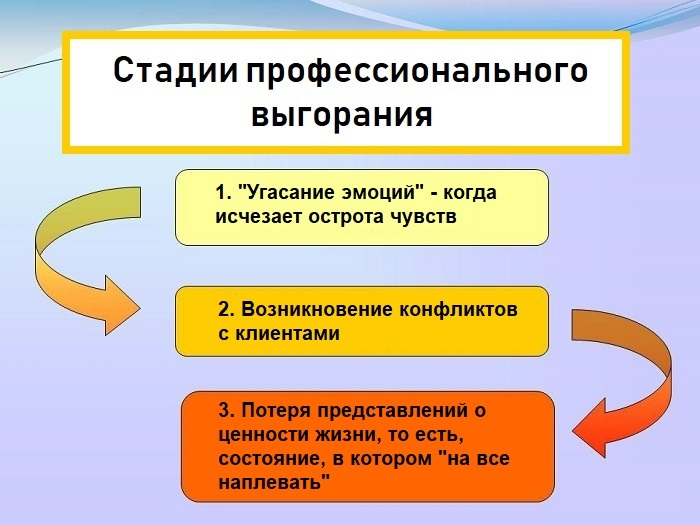 Стадии профессионального
выгорания
1. "Угасание эмоций" - когда
исчезает острота чувств
2. Возникновение конфликтов
с клиентами
3. Потеря представлений о
ценности жизни, то есть,
состояние, в котором "на все
наплевать"